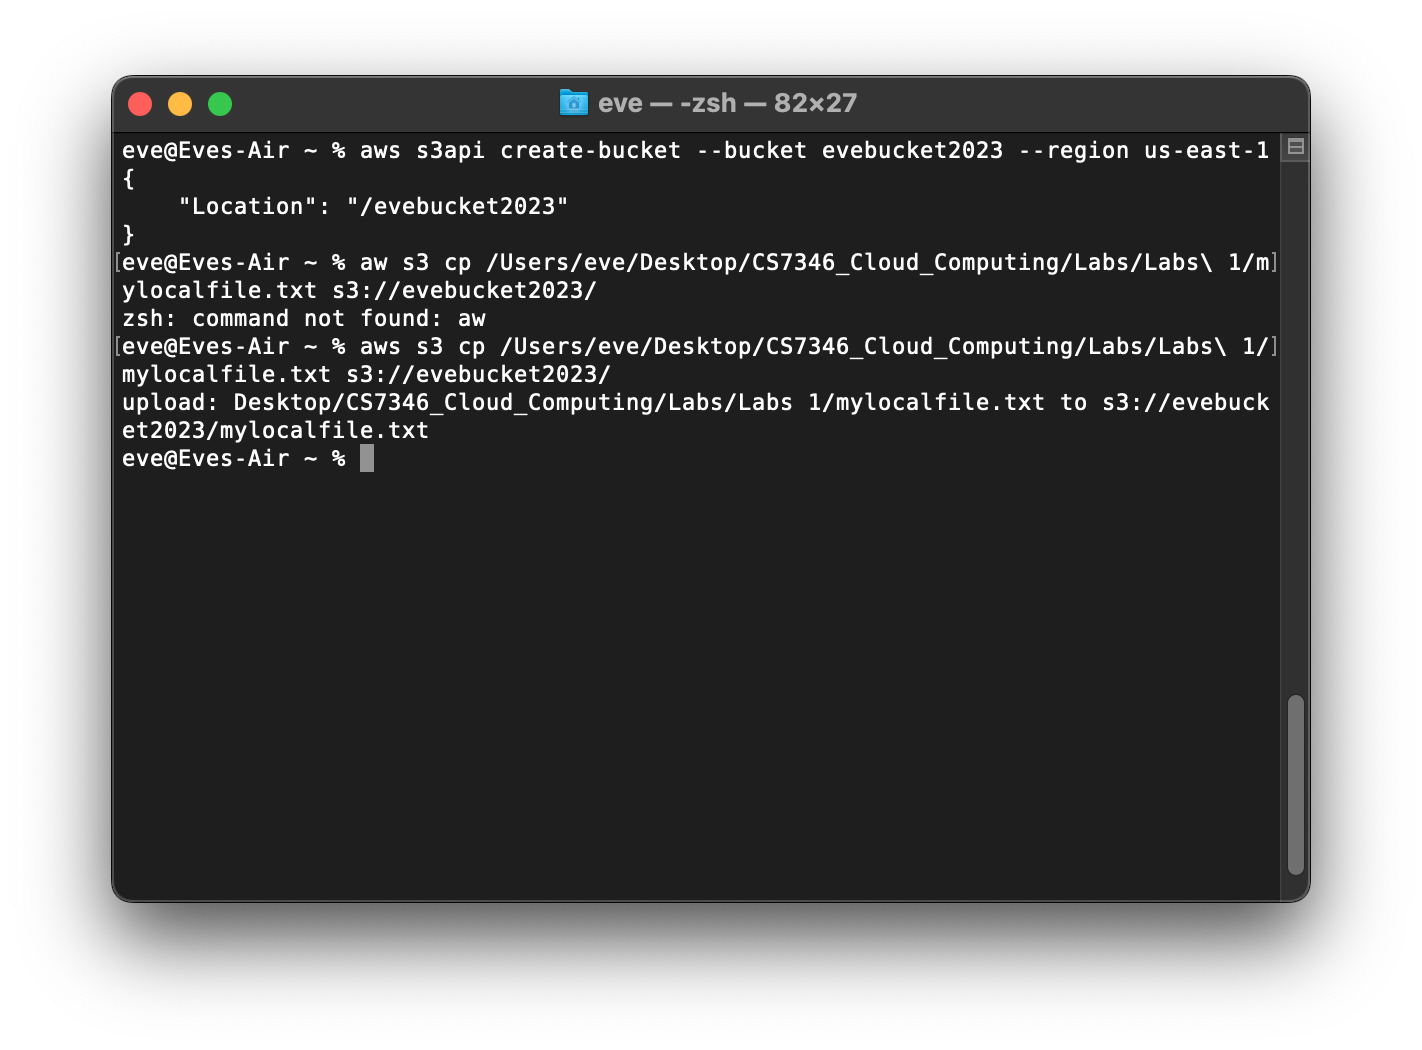 eve — -zsh — 82×27
eve@Eves-Air ~ % aws s3api create-bucket --bucket evebucket2023 --region us-east-1
{
    "Location": "/evebucket2023"
}
[eve@Eves-Air ~ % aw s3 cp /Users/eve/Desktop/CS7346_Cloud_Computing/Labs/Labs\ 1/m]
ylocalfile.txt s3://evebucket2023/
zsh: command not found: aw
[eve@Eves-Air ~ % aws s3 cp /Users/eve/Desktop/CS7346_Cloud_Computing/Labs/Labs\ 1/]
mylocalfile.txt s3://evebucket2023/
upload: Desktop/CS7346_Cloud_Computing/Labs/Labs 1/mylocalfile.txt to s3://evebuck
et2023/mylocalfile.txt
eve@Eves-Air ~ %